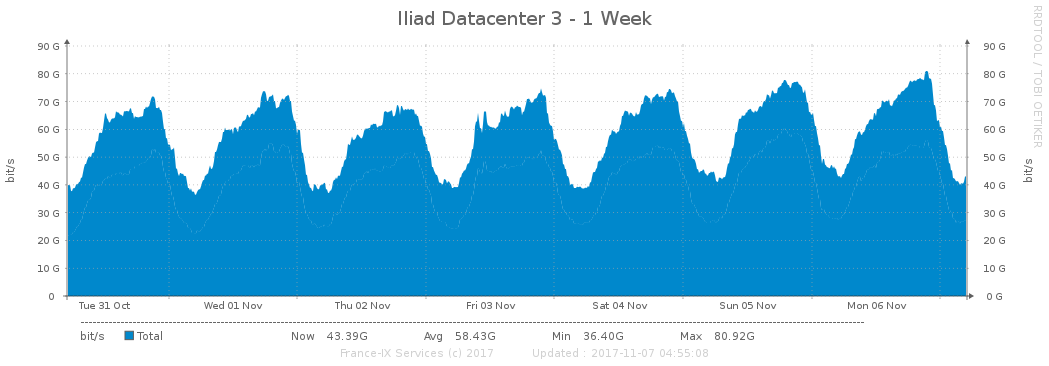 Iliad Datacenter 3 - 1 Week
RRDTOOL / TOBI OETIKER
bit/s
90 G
80 G
70 G
60 G
50 G
40 G
30 G
20 G
10 G
0
90 G
80 G
70 G
60 G
50 G
40 G
30 G
20 G
10 G
0 G
bit/s
Tue 31 Oct Wed 01 Nov Thu 02 Nov Fri 03 Nov Sat 04 Nov Sun 05 Nov Mon 06 Nov
bit/s Total Now 43.39G Avg 58.43G Min 36.40G Max 80.92G
France-IX Services (c) 2017 Updated : 2017-11-07 04:55:08